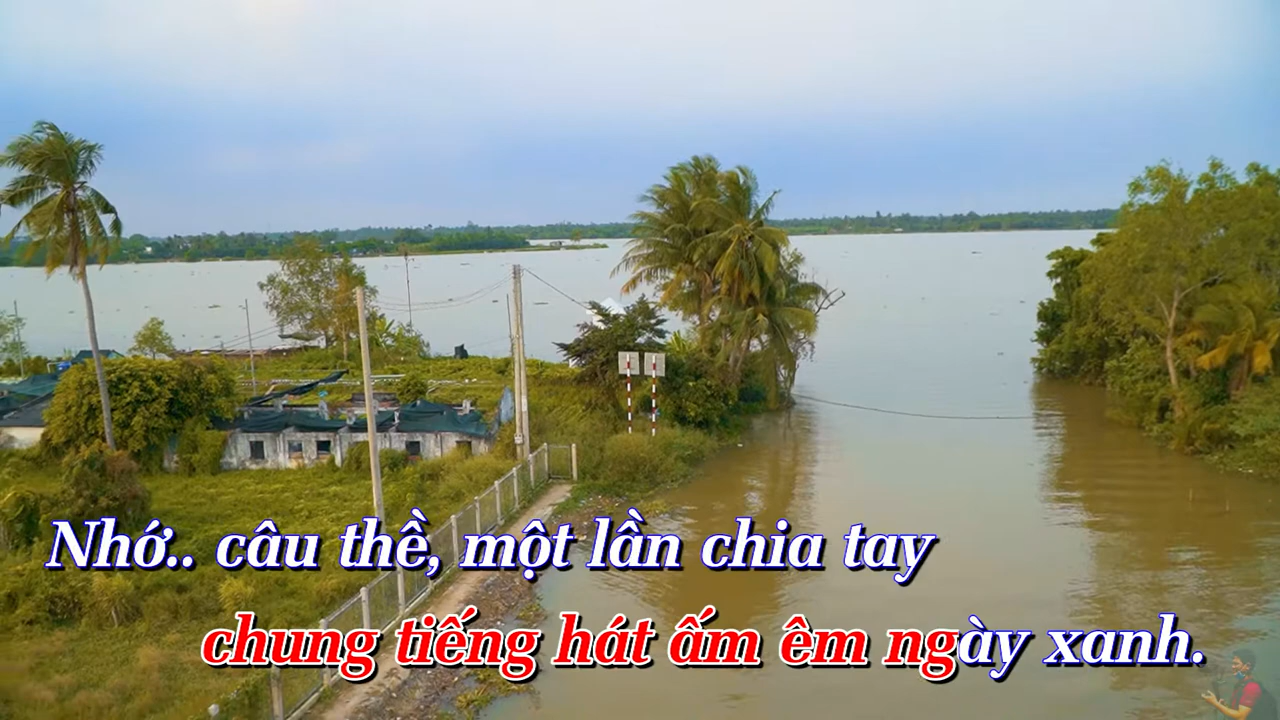 Nhớ.. câu thề, một lần chia tay
chung tiếng hát ấm êm ngày xanh.